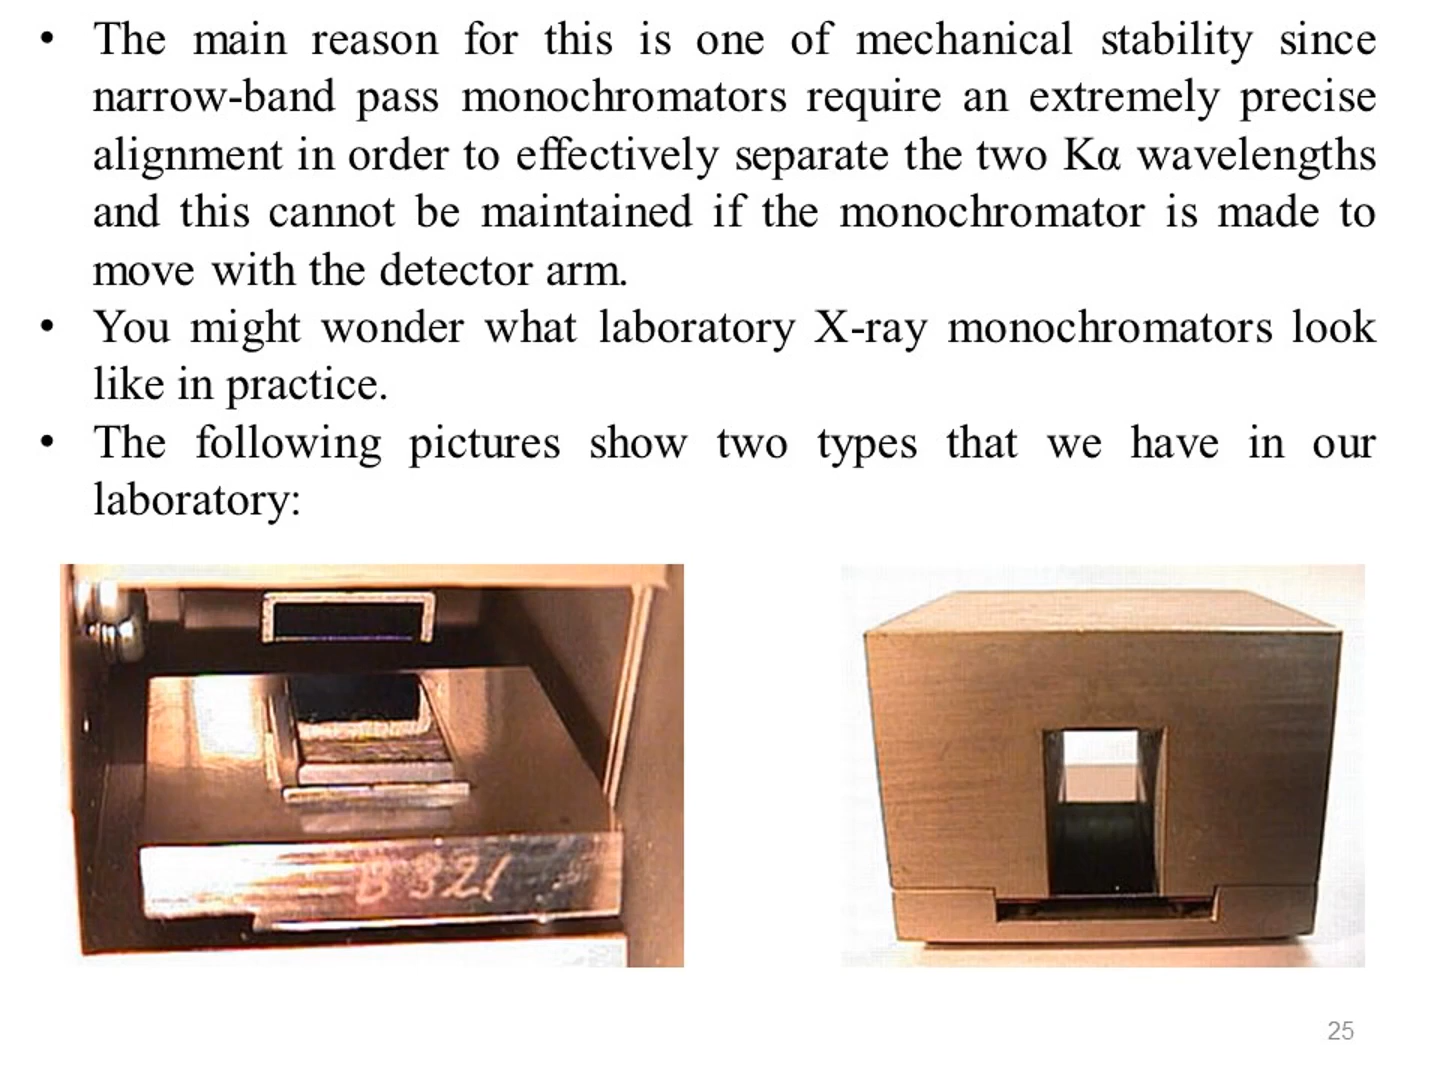 • The main reason for this is one of mechanical stability since
narrow-band pass monochromators require an extremely precise
alignment in order to effectively separate the two Kα wavelengths
and this cannot be maintained if the monochromator is made to
move with the detector arm.
• You might wonder what laboratory X-ray monochromators look
like in practice.
• The following pictures show two types that we have in our
laboratory:
B 321
25